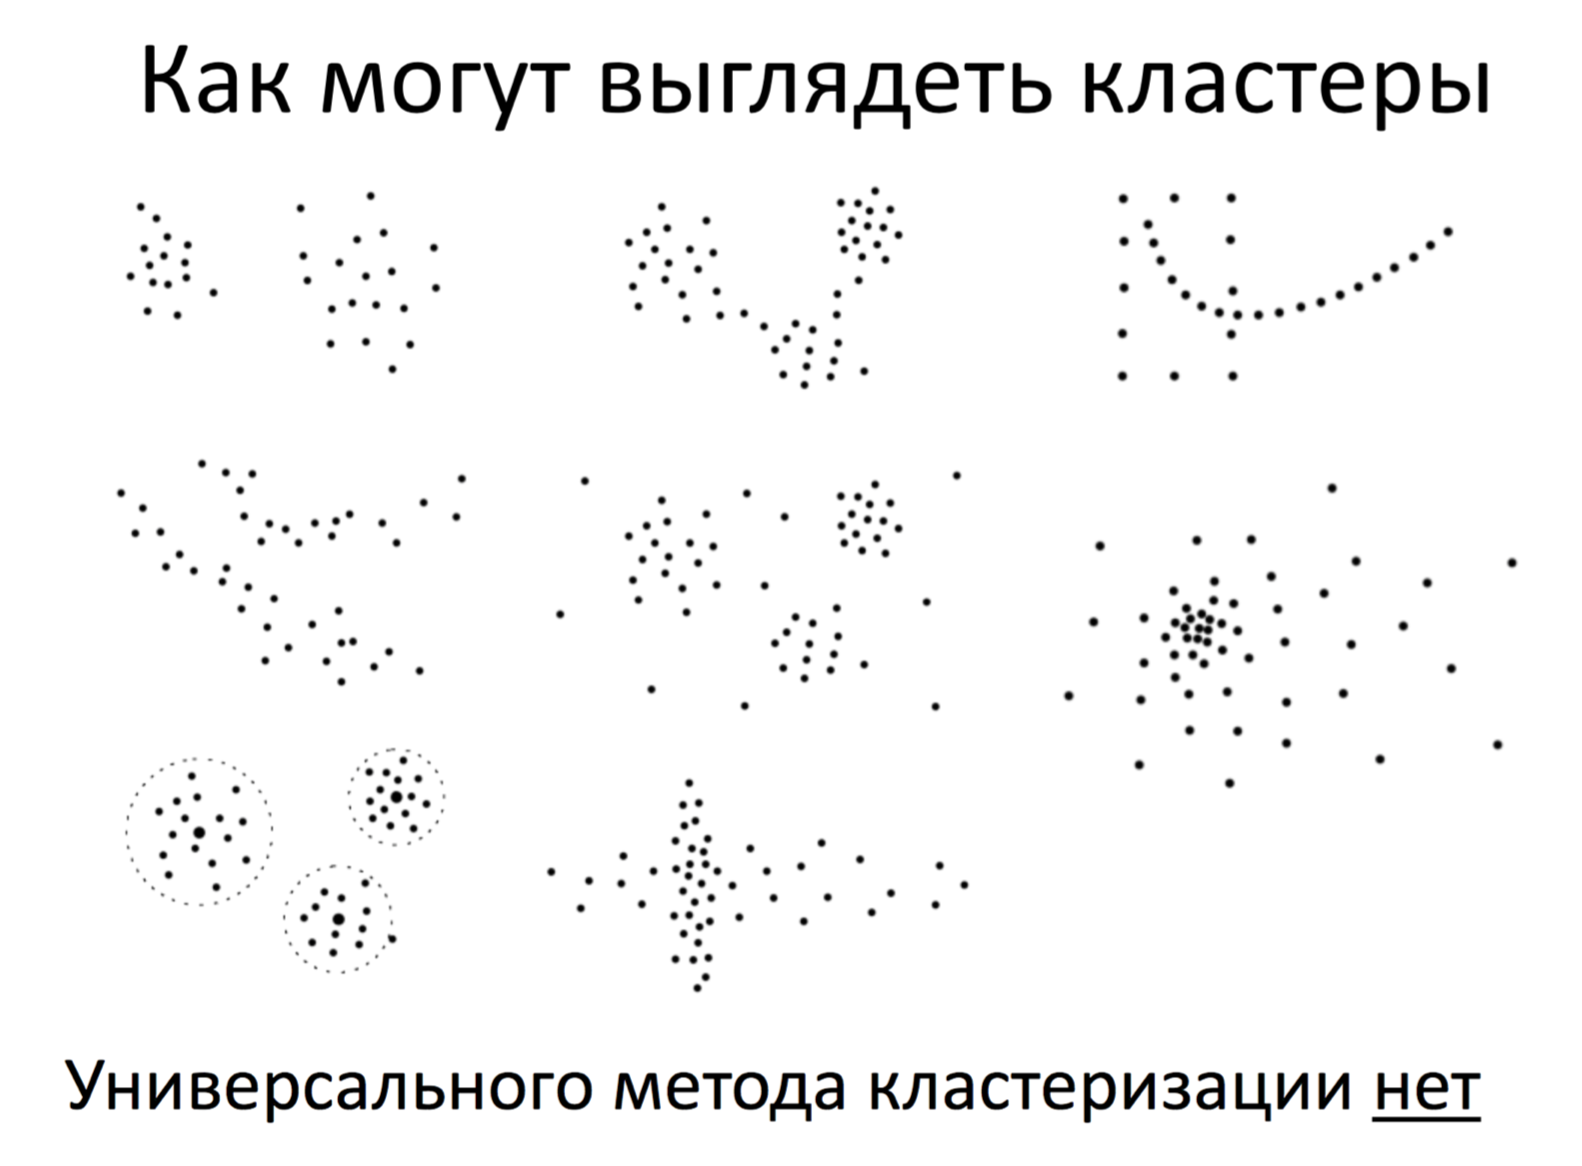 Как могут выглядеть кластеры
Универсального метода кластеризации нет